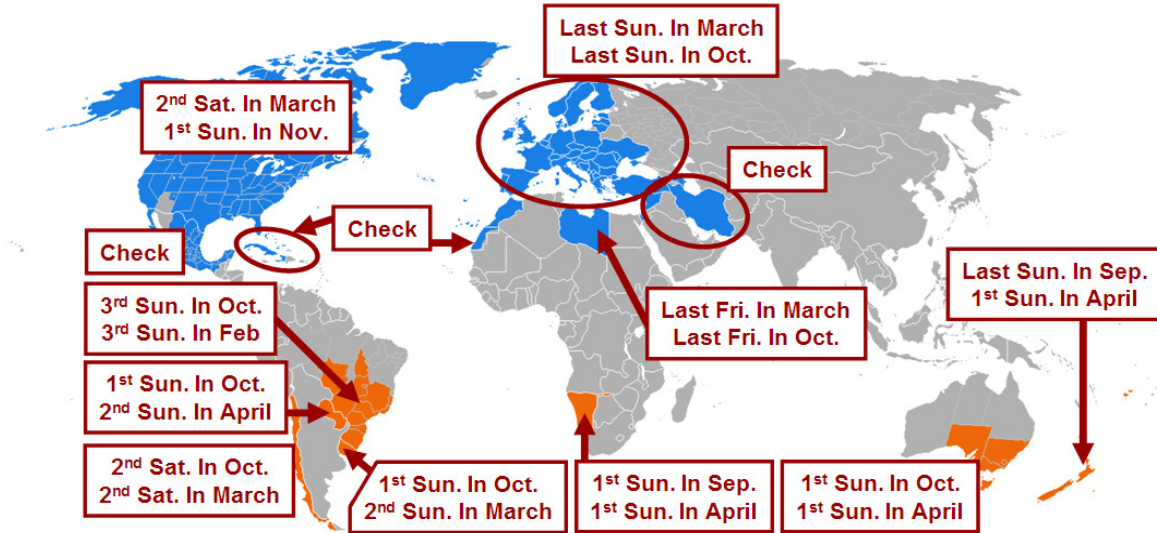 Last Sun. In March
Last Sun. In Oct.
2nd Sat. In March
1st Sun. In Nov.
Check
Check
Check
Last Sun. In Sep.
1st Sun. In April
3rd Sun. In Oct.
3rd Sun. In Feb
Last Fri. In March
Last Fri. In Oct.
1st Sun. In Oct.
2nd Sun. In April
2nd Sat. In Oct.
2nd Sat. In March
1st Sun. In Oct.
2nd Sun. In March
1st Sun. In Sep.
1st Sun. In April
1st Sun. In Oct.
1st Sun. In April